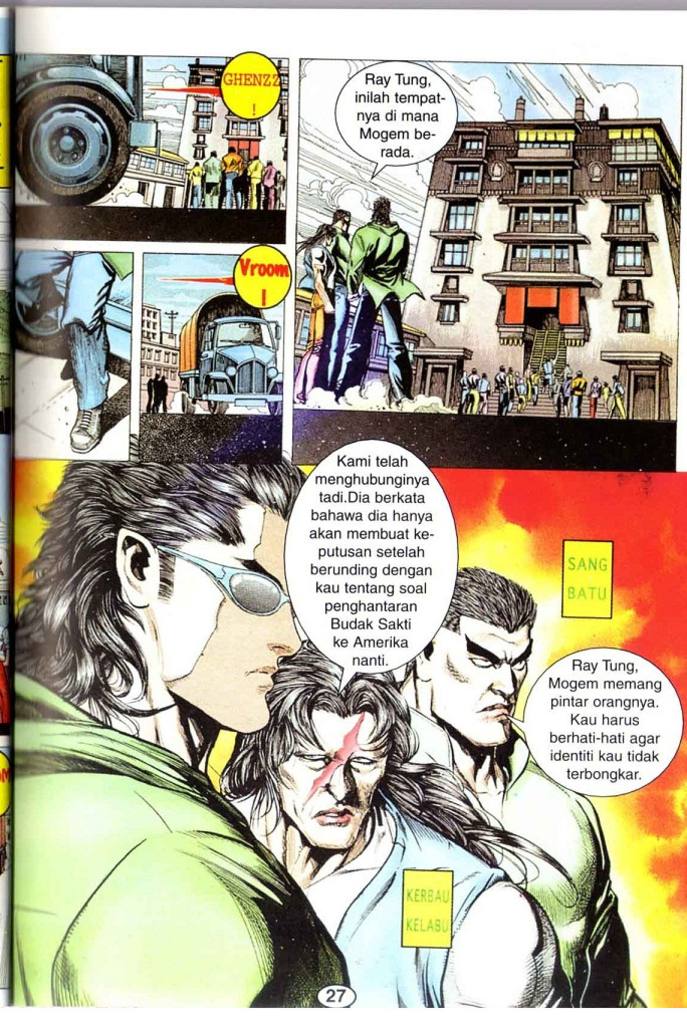 GHENZZ
!
Ray Tung,
inilah tempat-
nya di mana
Mogem be-
rada.
Vroom
!
Kami telah
menghubunginya
tadi.Dia berkata
bahawa dia hanya
akan membuat ke-
putusan setelah
berunding dengan
kau tentang soal
penghantaran
Budak Sakti
ke Amerika
nanti.
SANG
BATU
Ray Tung,
Mogem memang
pintar orangnya.
Kau harus
berhati-hati agar
identiti kau tidak
terbongkar.
KERBAU
KELABU
27